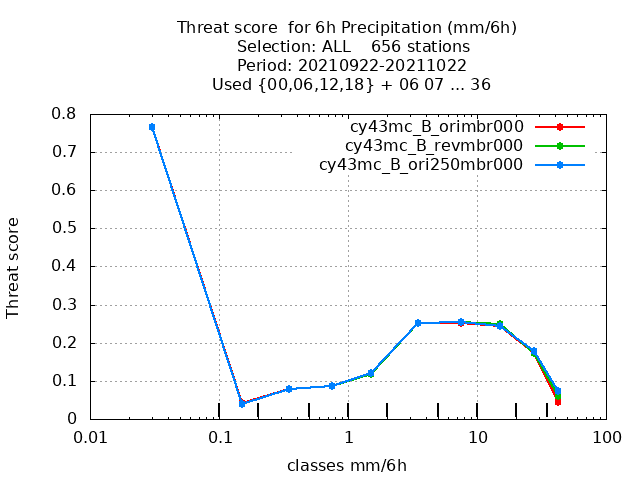 Threat score  for 6h Precipitation (mm/6h)
Selection: ALL    656 stations
Period: 20210922-20211022
Used {00,06,12,18} + 06 07 ... 36
cy43mc_B_orimbr000
cy43mc_B_revmbr000
cy43mc_B_ori250mbr000
Threat score
0.8
0.7
0.6
0.5
0.4
0.3
0.2
0.1
0
0.01 0.1 1 10 100
classes mm/6h